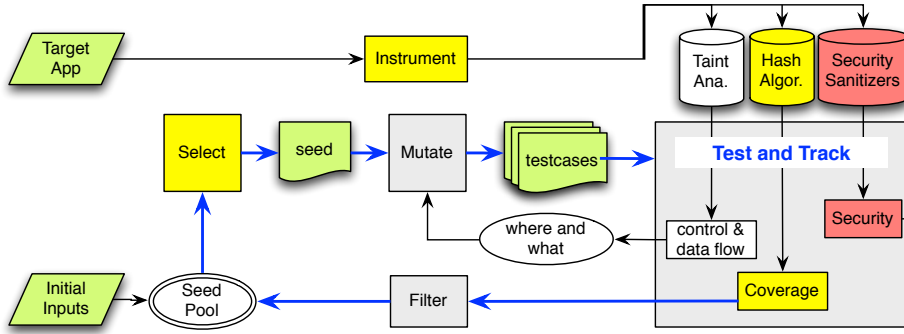 Target
App
Instrument
Taint
Ana.
Hash
Algor.
Security
Sanitizers
Select
seed
Mutate
testcases
Test and Track
where and
what
control &
data flow
Security
Initial
Inputs
Seed
Pool
Filter
Coverage